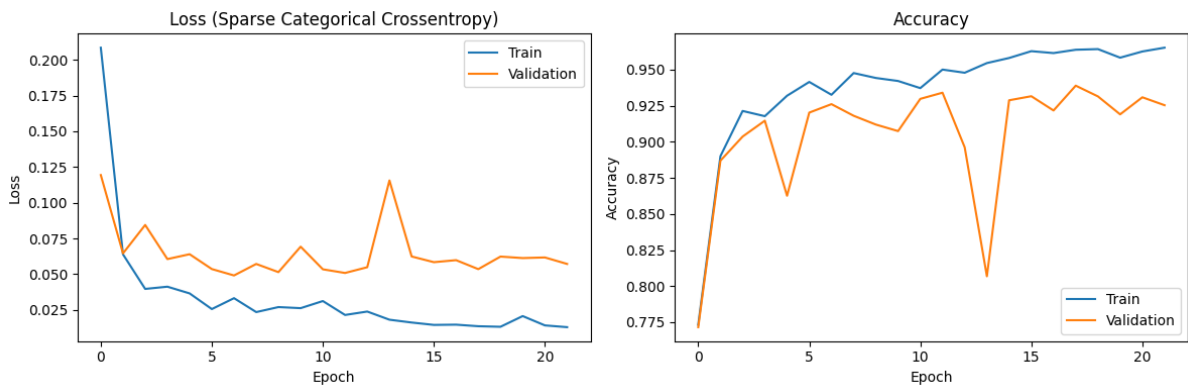 Loss (Sparse Categorical Crossentropy)
Train
Validation
0.200
0.175
0.150
0.125
0.100
0.075
0.050
0.025
Loss
0
5
10
15
20
Epoch
Accuracy
0.950
0.925
0.900
0.875
0.850
0.825
0.800
0.775
Accuracy
Train
Validation
0
5
10
15
20
Epoch